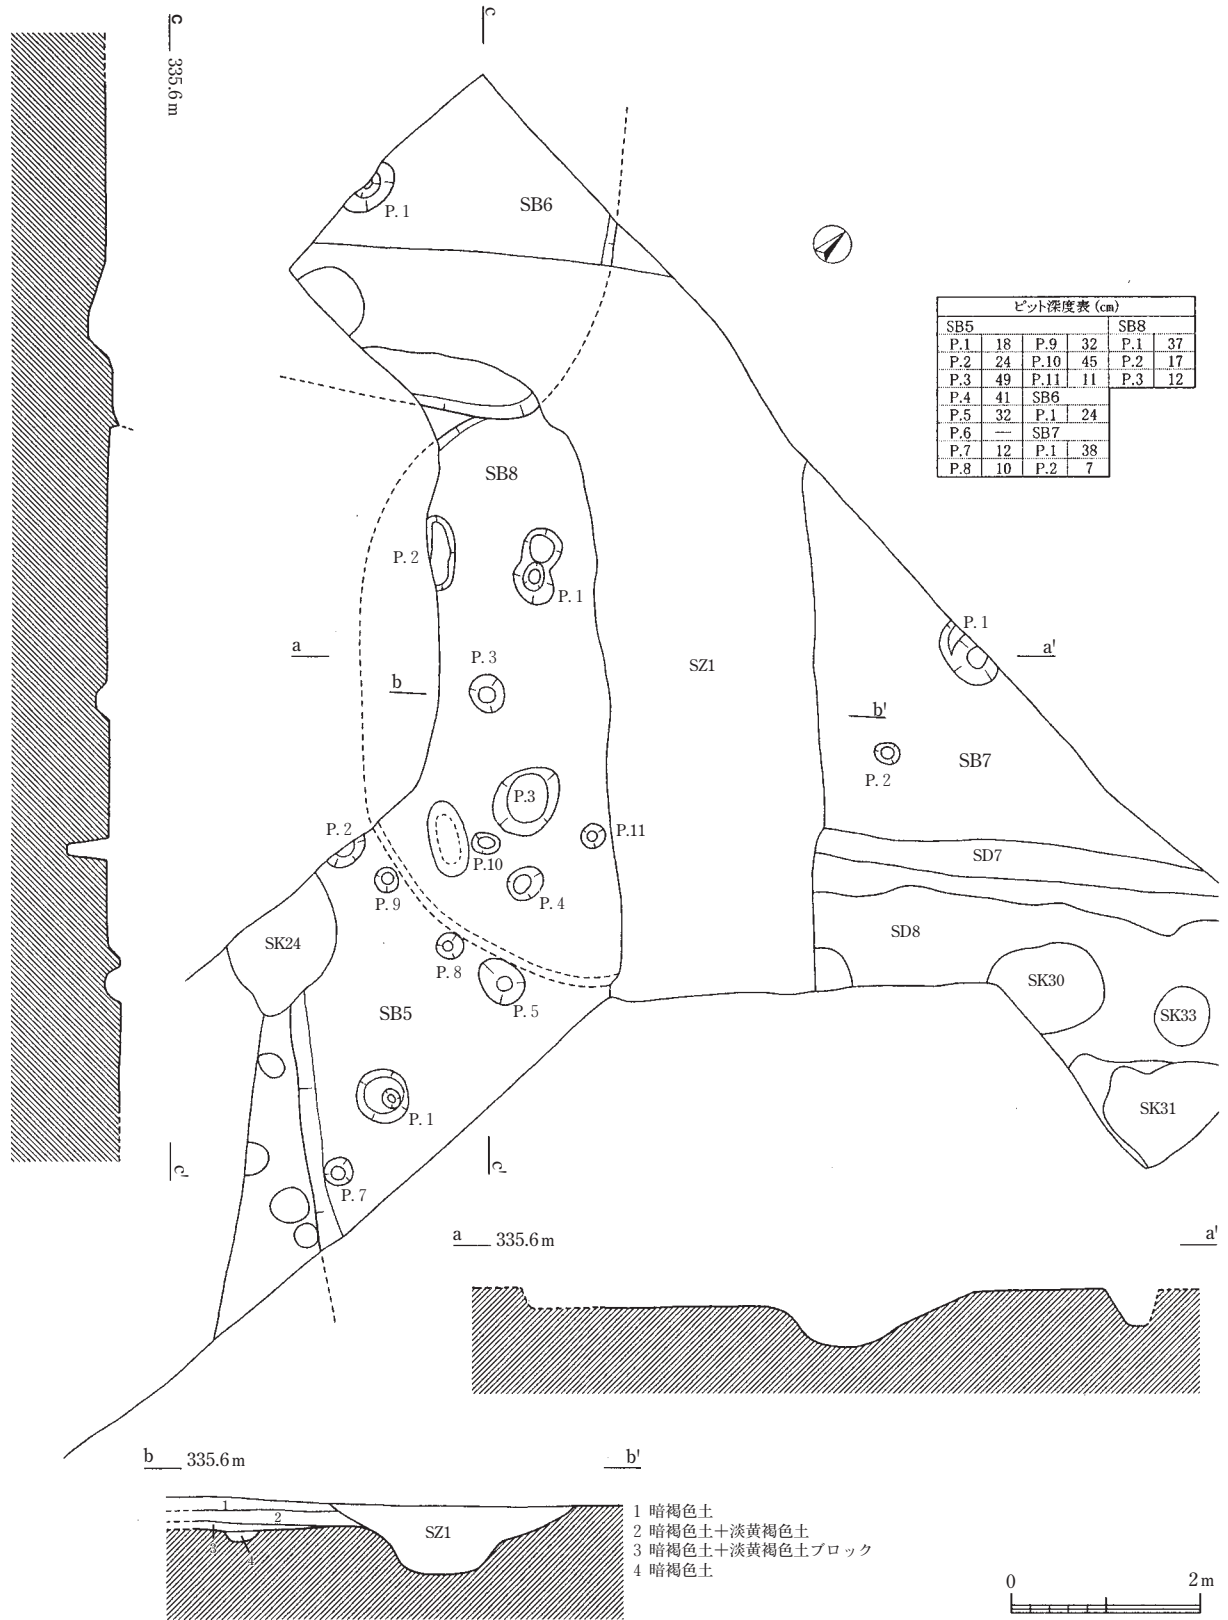 c
335.6 m
c
SB6
P. 1
ピット深度表 (cm)
SB5 SB8
P.1 18 P.9 32 P.1 37
P.2 24 P.10 45 P.2 17
P.3 49 P.11 11 P.3 12
P.4 41 SB6
P.5 32 P.1 24
P.6 — SB7
P.7 12 P.1 38
P.8 10 P.2 7
SB8
P. 2
P. 1
P. 1
a
a'
P. 3
SZ1
b
b'
P. 2
SB7
P.3
P. 2
P.10
P.11
P. 9
P. 4
SD7
SK24
P. 8
SD8
P. 5
SK30
SK33
SB5
P. 1
SK31
c'
c'
P. 7
a 335.6 m a'
b 335.6 m b'
1
2
SZ1
3
4
1 暗褐色土
2 暗褐色土＋淡黄褐色土
3 暗褐色土＋淡黄褐色土ブロック
4 暗褐色土
0 2 m